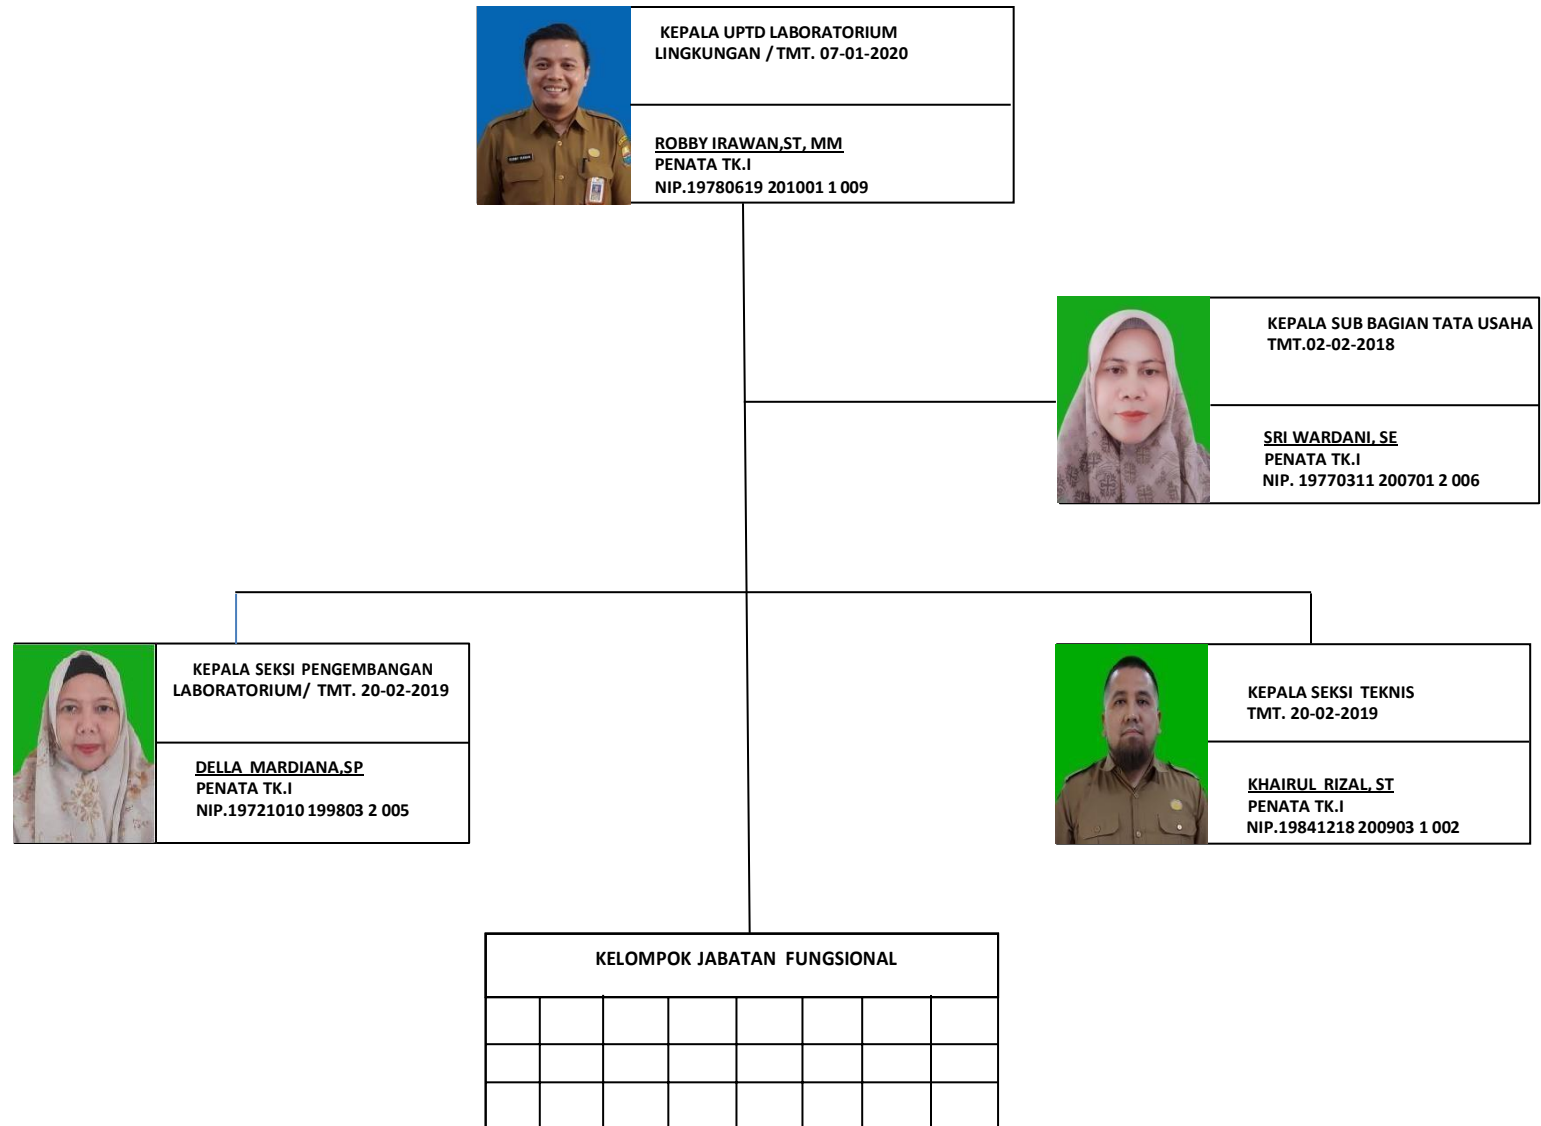 KEPALA UPTD LABORATORIUM
LINGKUNGAN / TMT. 07-01-2020
ROBBY IRAWAN,ST, MM
PENATA TK.I
NIP.19780619 201001 1 009
KEPALA SUB BAGIAN TATA USAHA
TMT.02-02-2018
SRI WARDANI, SE
PENATA TK.I
NIP. 19770311 200701 2 006
KEPALA SEKSI PENGEMBANGAN
LABORATORIUM/ TMT. 20-02-2019
DELLA MARDIANA,SP
PENATA TK.I
NIP.19721010 199803 2 005
KEPALA SEKSI TEKNIS
TMT. 20-02-2019
KHAIRUL RIZAL, ST
PENATA TK.I
NIP.19841218 200903 1 002
KELOMPOK JABATAN FUNGSIONAL